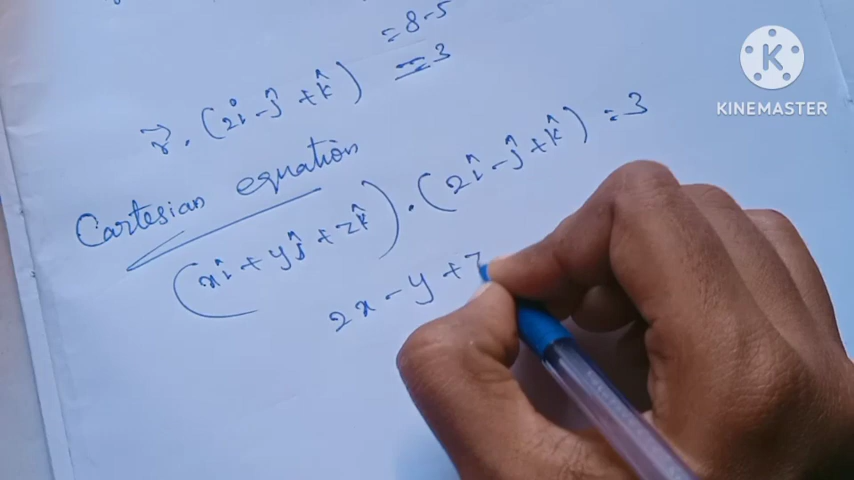 = 8-5
r⃗ . (2î - ĵ + k̂) = 3
Cartesian equation
(xî + yĵ + zk̂) . (2î - ĵ + k̂) = 3
2x - y + z
K
KINEMASTER